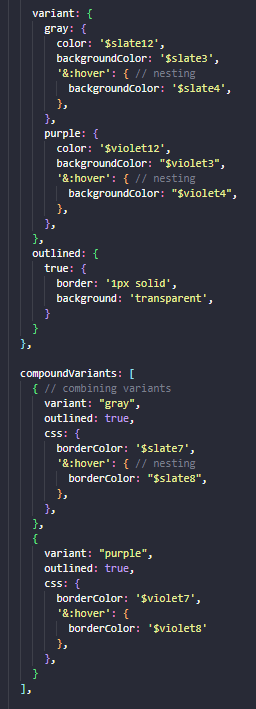 variant: {
gray: {
color: '$slate12',
backgroundColor: '$slate3',
'&:hover': { // nesting
backgroundColor: '$slate4',
},
},
purple: {
color: '$violet12',
backgroundColor: "$violet3",
'&:hover': { // nesting
backgroundColor: "$violet4",
},
},
},
outlined: {
true: {
border: '1px solid',
background: 'transparent',
}
}
},
compoundVariants: [
{ // combining variants
variant: "gray",
outlined: true,
css: {
borderColor: '$slate7',
'&:hover': { // nesting
borderColor: "$slate8",
},
},
},
{
variant: "purple",
outlined: true,
css: {
borderColor: '$violet7',
'&:hover': {
borderColor: '$violet8'
},
},
}
],